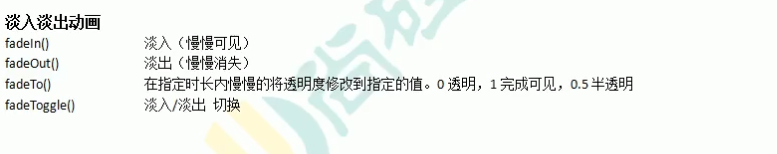 淡入淡出动画
fadeIn() 淡入（慢慢可见）
fadeOut() 淡出（慢慢消失）
fadeTo() 在指定时长内慢慢的将透明度修改到指定的值。0 透明，1 完成可见，0.5 半透明
fadeToggle() 淡入/淡出 切换